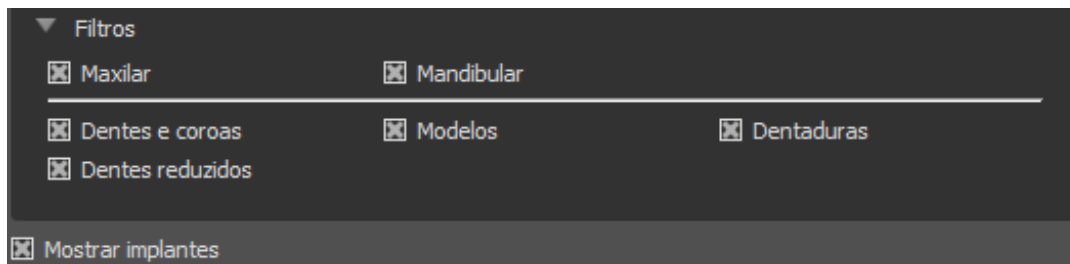 Filtros
Maxilar Mandibular
Dentes e coroas Modelos Dentaduras
Dentes reduzidos
Mostrar implantes